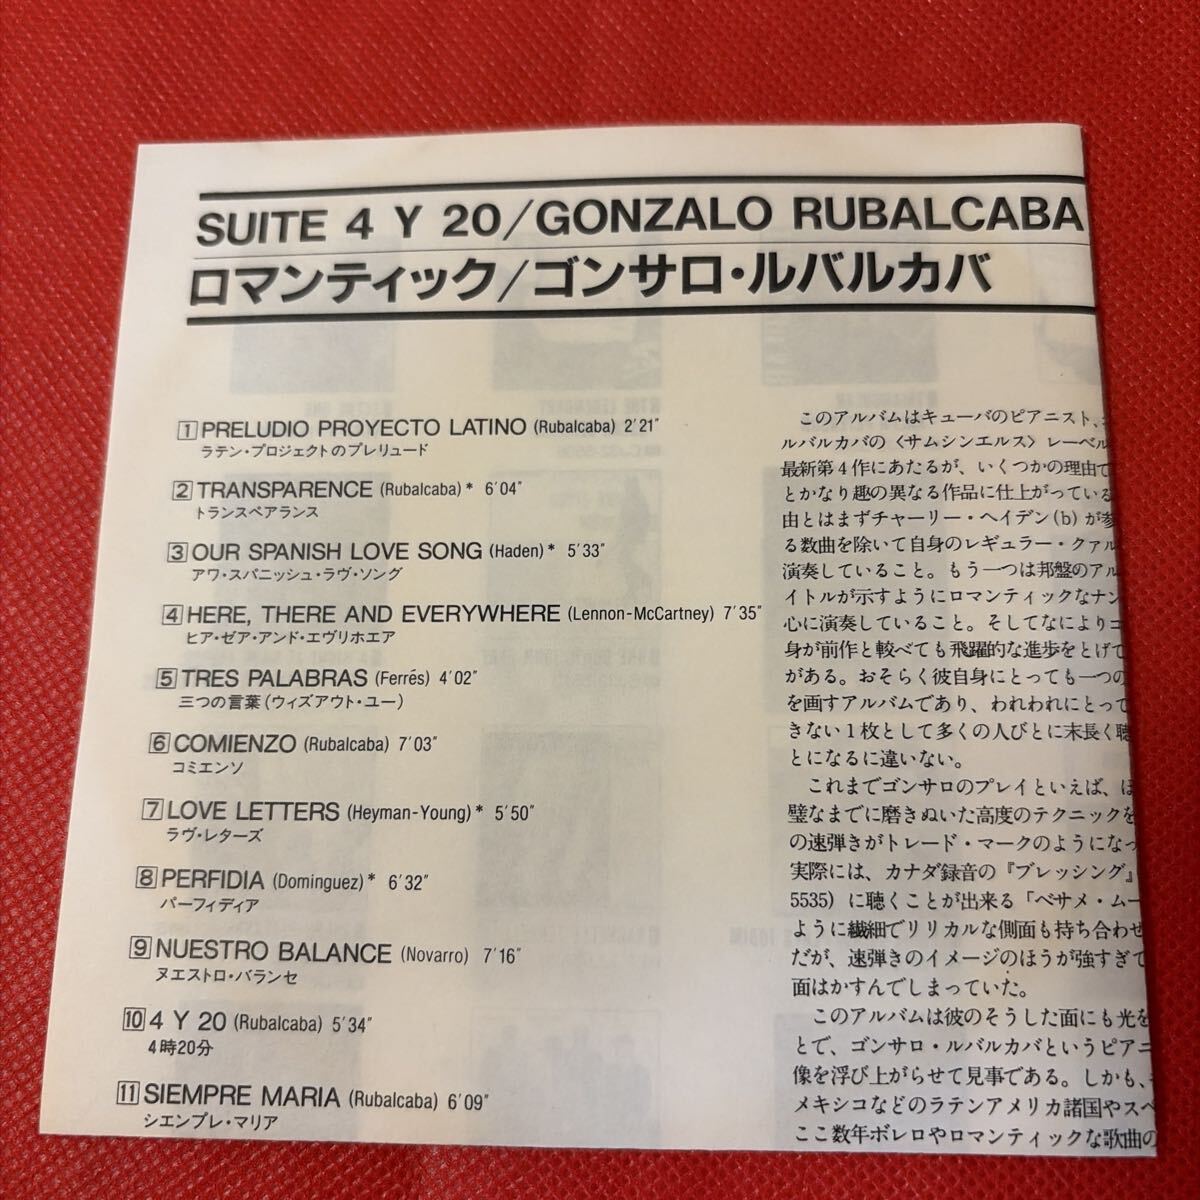 SUITE 4 Y 20/GONZALO RUBALCABA
ロマンティック/ゴンサロ・ルバルカバ
1 PRELUDIO PROYECTO LATINO (Rubalcaba) 2'21"
ラテン・プロジェクトのプレリュード
2 TRANSPARENCE (Rubalcaba)* 6'04"
トランスペアランス
3 OUR SPANISH LOVE SONG (Haden)* 5'33"
アワ・スパニッシュ・ラヴ・ソング
4 HERE, THERE AND EVERYWHERE (Lennon-McCartney) 7'35"
ヒア・ゼア・アンド・エヴリホエア
5 TRES PALABRAS (Ferrés) 4'02"
三つの言葉(ウィズアウト・ユー)
6 COMIENZO (Rubalcaba) 7'03"
コミエンソ
7 LOVE LETTERS (Heyman-Young)* 5'50"
ラヴ・レターズ
8 PERFIDIA (Dominguez)* 6'32"
パーフィディア
9 NUESTRO BALANCE (Novarro) 7'16"
ヌエストロ・バランセ
10 4 Y 20 (Rubalcaba) 5'34"
4時20分
11 SIEMPRE MARIA (Rubalcaba) 6'09"
シエンプレ・マリア
このアルバムはキューバのピアニスト、
ルバルカバの〈サムシンエルス〉レーベル
最新第4作にあたるが、いくつかの理由で
とかなり趣の異なる作品に仕上がっている
由とはまずチャーリー・ヘイデン(b)が参
る数曲を除いて自身のレギュラー・クァル
演奏していること。もう一つは邦盤のアル
イトルが示すようにロマンティックなナン
心に演奏していること。そしてなによりゴ
身が前作と較べても飛躍的な進歩をとげて
がある。おそらく彼自身にとっても一つの
を画すアルバムであり、われわれにとって
きない1枚として多くの人びとに末長く聴
とになるに違いない。
これまでゴンサロのプレイといえば、ほ
璧なまでに磨きぬいた高度のテクニックを
の速弾きがトレード・マークのようになっ
実際には、カナダ録音の『ブレッシング』
5535)に聴くことが出来る「ベサメ・ムー
ように繊細でリリカルな側面も持ち合わせ
だが、速弾きのイメージのほうが強すぎて
面はかすんでしまっていた。
このアルバムは彼のそうした面にも光を
とで、ゴンサロ・ルバルカバというピアニ
像を浮び上がらせて見事である。しかも、
メキシコなどのラテンアメリカ諸国やスペ
ここ数年ボレロやロマンティックな歌曲の